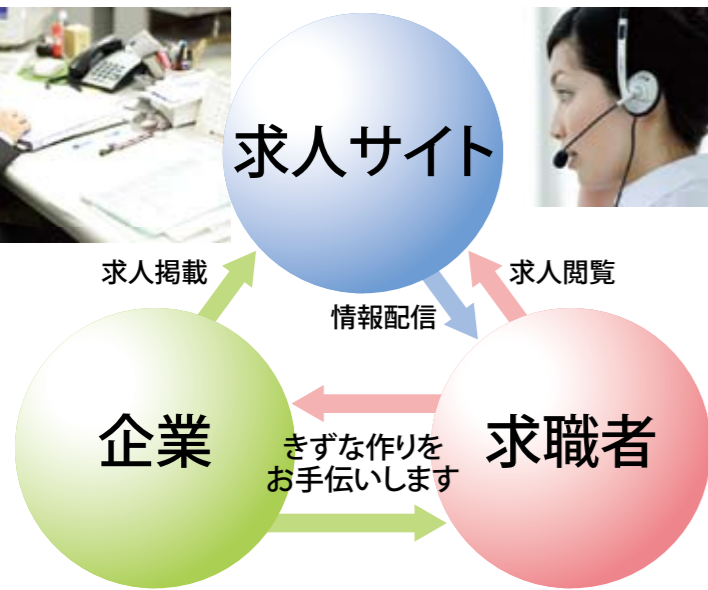 求人サイト
求人掲載
求人閲覧
情報配信
企業
きずな作りを
お手伝いします
求職者